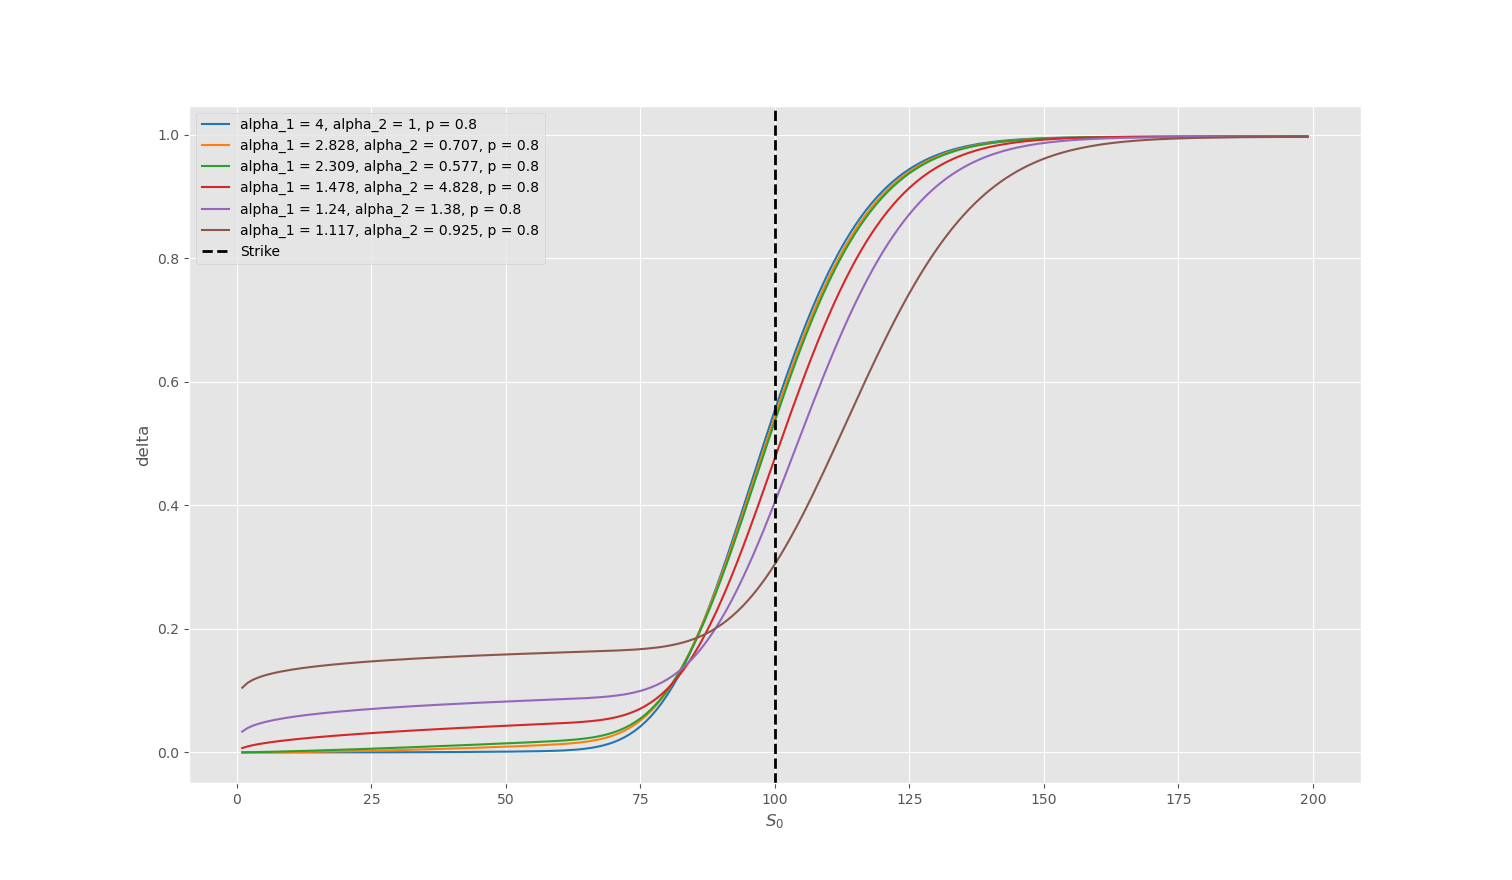 alpha_1 = 4, alpha_2 = 1, p = 0.8
alpha_1 = 2.828, alpha_2 = 0.707, p = 0.8
alpha_1 = 2.309, alpha_2 = 0.577, p = 0.8
alpha_1 = 1.478, alpha_2 = 4.828, p = 0.8
alpha_1 = 1.24, alpha_2 = 1.38, p = 0.8
alpha_1 = 1.117, alpha_2 = 0.925, p = 0.8
Strike
1.0
0.8
0.6
0.4
0.2
0.0
delta
0 25 50 75 100 125 150 175 200
S₀